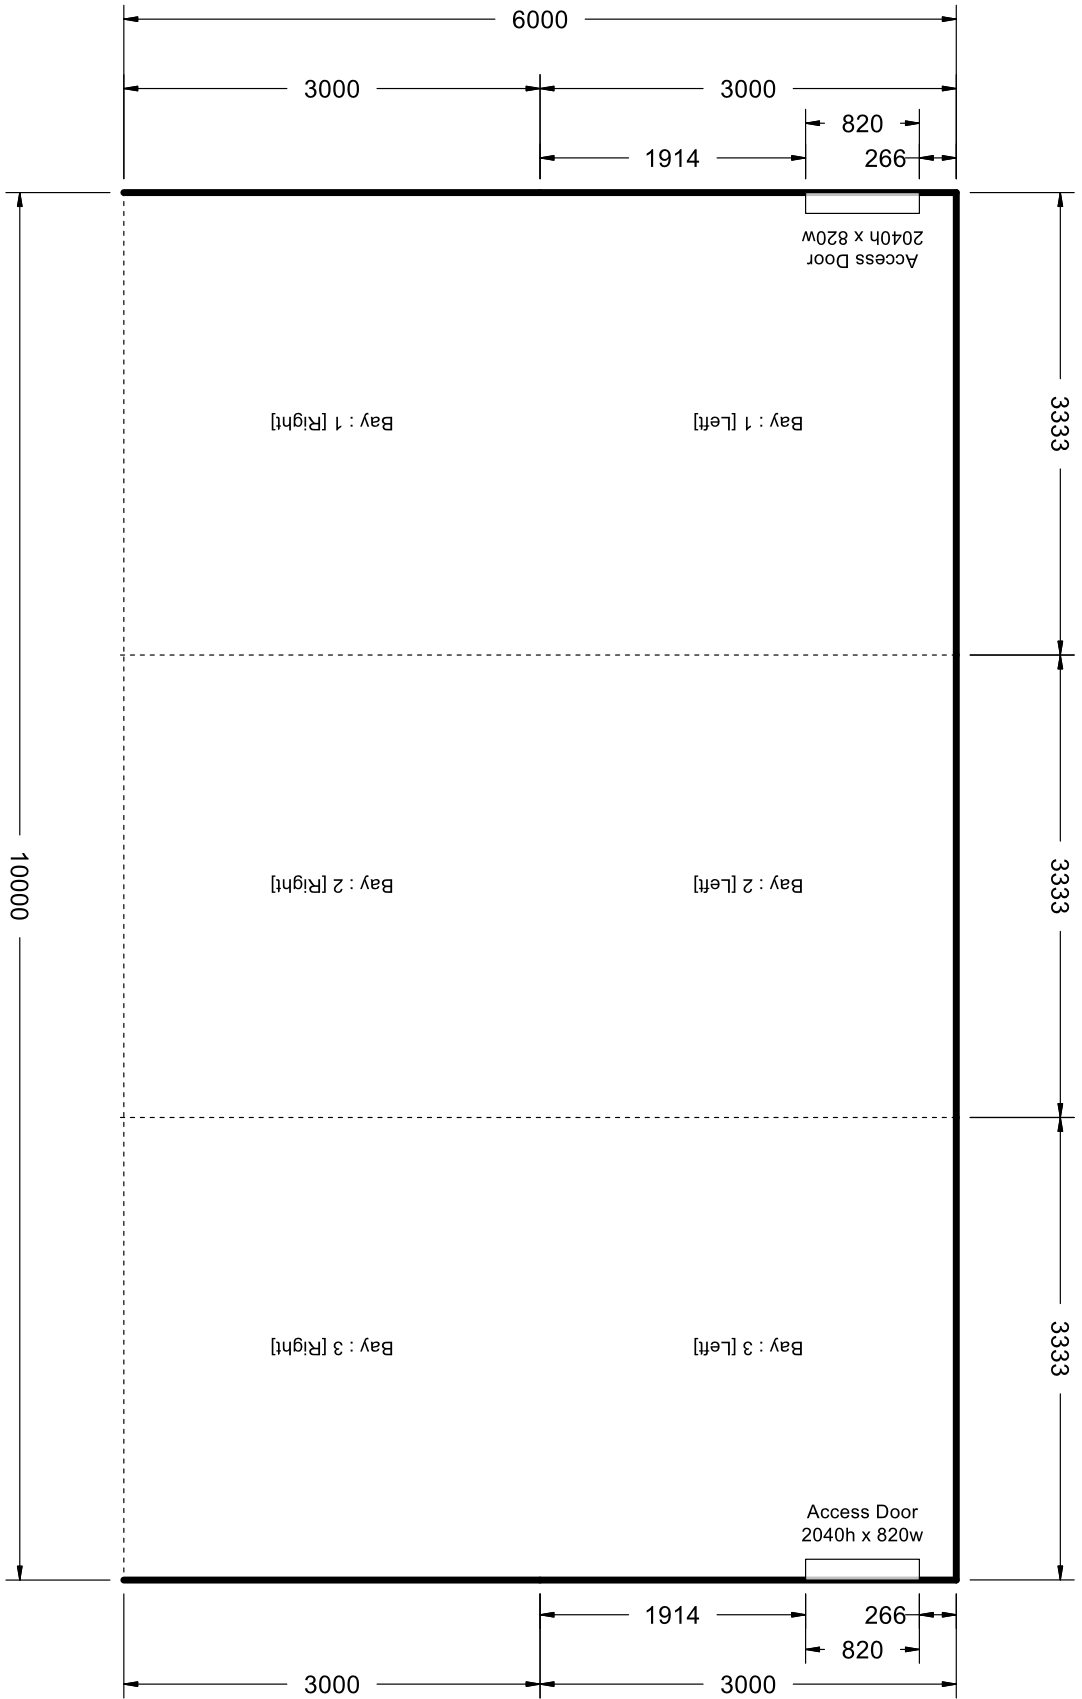 6000
3000
3000
820
1914
266
2040h x 820w
Access Door
3333
Bay : 1 [Right]
Bay : 1 [Left]
10000
Bay : 2 [Right]
Bay : 2 [Left]
3333
Bay : 3 [Right]
Bay : 3 [Left]
3333
Access Door
2040h x 820w
1914
266
820
3000
3000